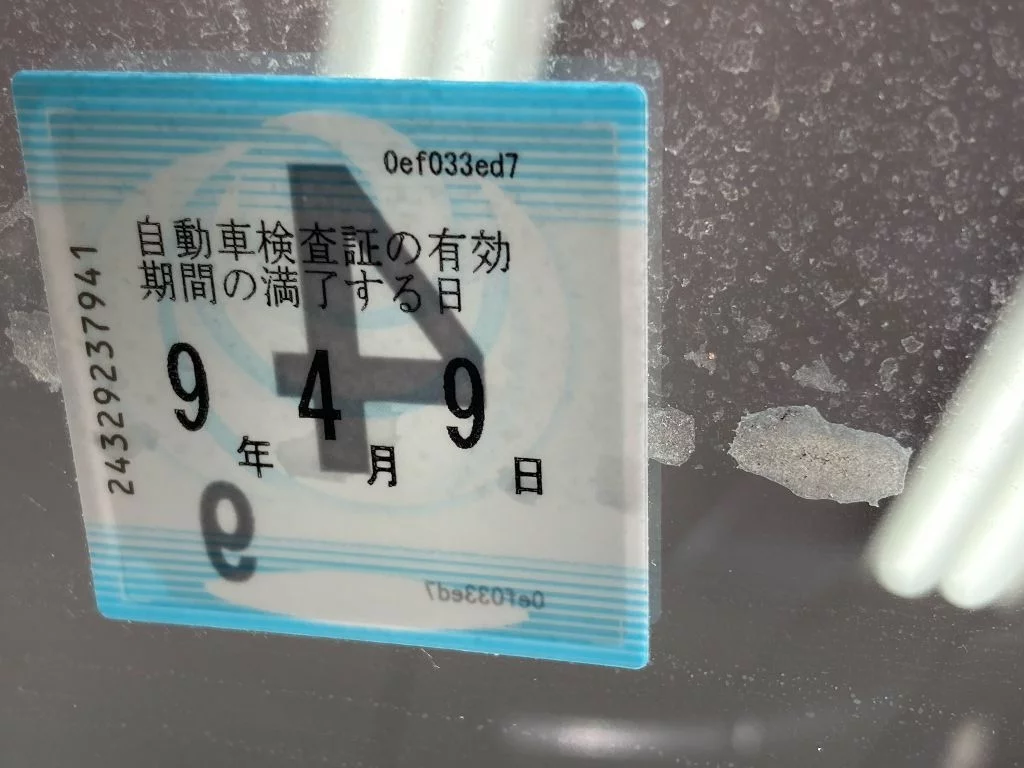 0ef033ed7
自動車検査証の有効
期間の満了する日
9年4月9日
243292237941
4
9
0ef033ed7